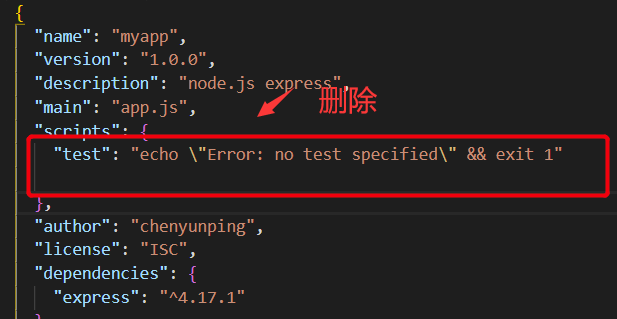 {
"name": "myapp",
"version": "1.0.0",
"description": "node.js express",
"main": "app.js",
删除
"scripts": {
"test": "echo \"Error: no test specified\" && exit 1"
},
"author": "chenyunping",
"license": "ISC",
"dependencies": {
"express": "^4.17.1"
}